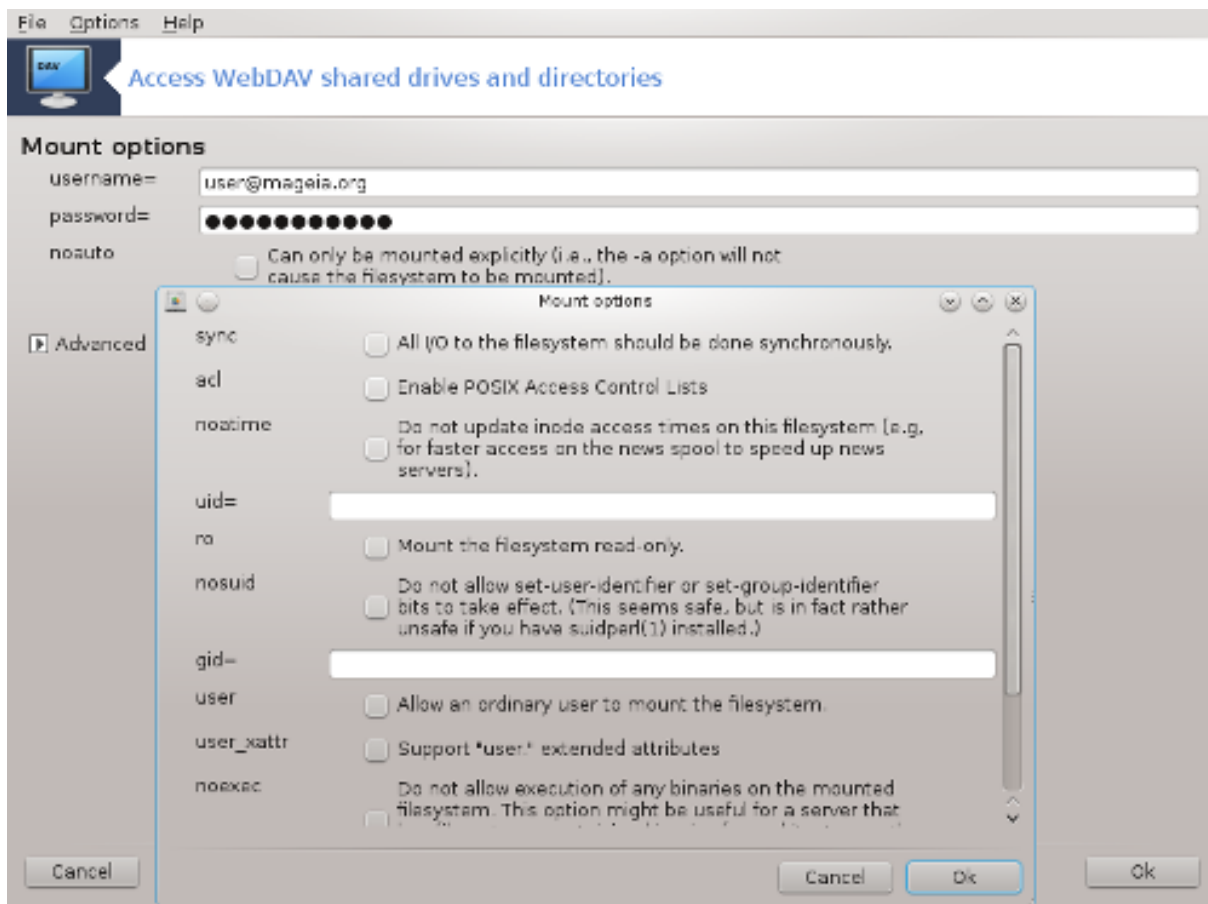 File Options Help
DAV
Access WebDAV shared drives and directories
Mount options
username=
user@mageia.org
password=
noauto
Can only be mounted explicitly (i.e., the -a option will not
cause the filesystem to be mounted).
Advanced
Mount options
sync
All I/O to the filesystem should be done synchronously.
acl
Enable POSIX Access Control Lists
noatime
Do not update inode access times on this filesystem (e.g,
for faster access on the news spool to speed up news
servers).
uid=
ro
Mount the filesystem read-only.
nosuid
Do not allow set-user-identifier or set-group-identifier
bits to take effect. (This seems safe, but is in fact rather
unsafe if you have suidperl(1) installed.)
gid=
user
Allow an ordinary user to mount the filesystem.
user_xattr
Support "user." extended attributes
noexec
Do not allow execution of any binaries on the mounted
filesystem. This option might be useful for a server that
Cancel
Ok
Cancel
Ok